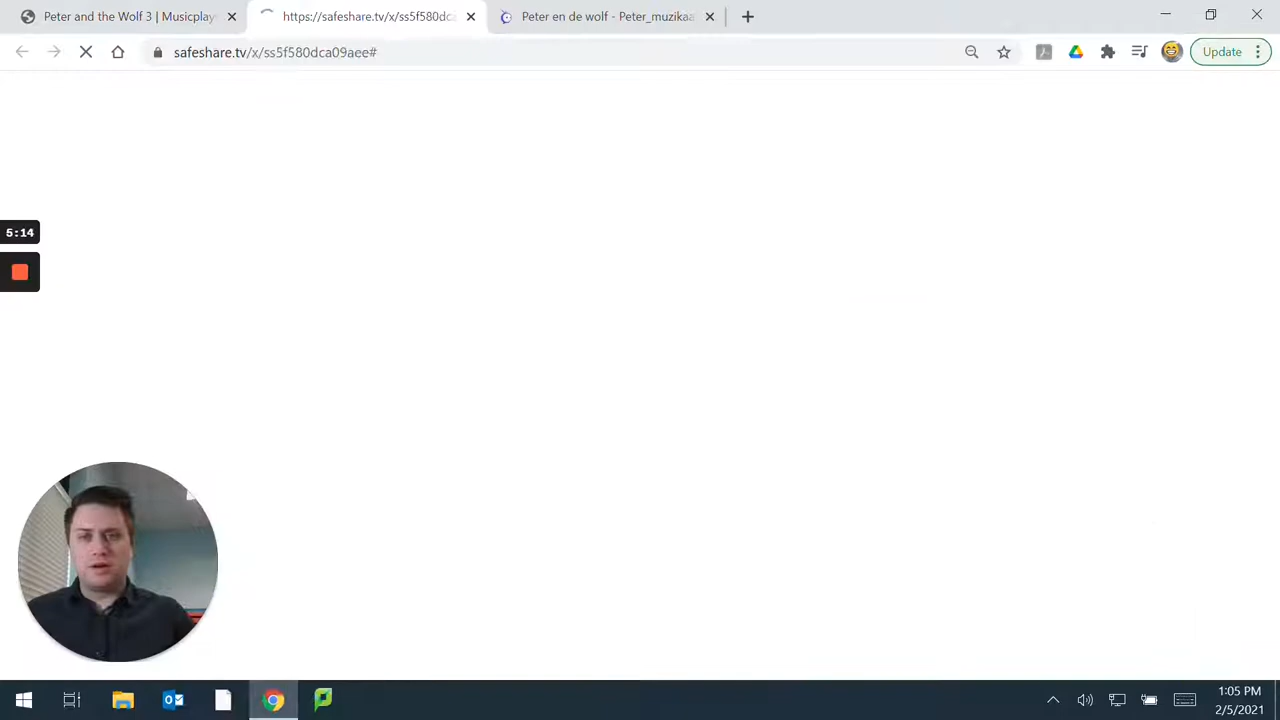 Peter and the Wolf 3 | Musicplay
https://safeshare.tv/x/ss5f580dca
Peter en de wolf - Peter_muzikaa
safeshare.tv/x/ss5f580dca09aee#
Update
5:14
1:05 PM
2/5/2021